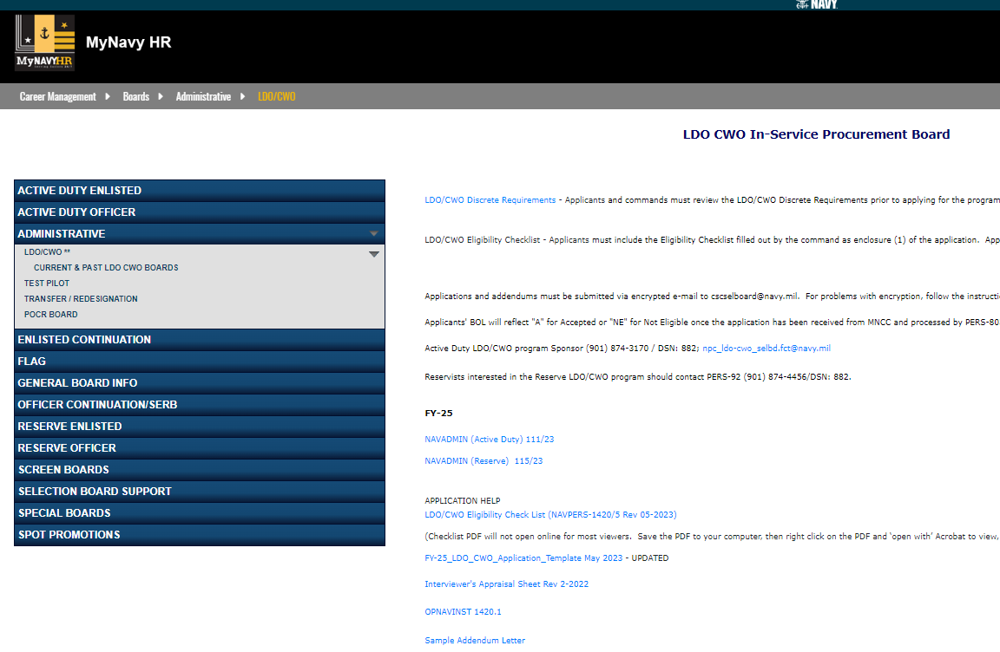 NAVY
MyNAVYHR
MyNavy HR
Career Management
Boards
Administrative
LDO/CWO
LDO CWO In-Service Procurement Board
ACTIVE DUTY ENLISTED
ACTIVE DUTY OFFICER
ADMINISTRATIVE
LDO/CWO **
CURRENT & PAST LDO CWO BOARDS
TEST PILOT
TRANSFER / REDESIGNATION
POCR BOARD
ENLISTED CONTINUATION
FLAG
GENERAL BOARD INFO
OFFICER CONTINUATION/SERB
RESERVE ENLISTED
RESERVE OFFICER
SCREEN BOARDS
SELECTION BOARD SUPPORT
SPECIAL BOARDS
SPOT PROMOTIONS
LDO/CWO Discrete Requirements - Applicants and commands must review the LDO/CWO Discrete Requirements prior to applying for the program
LDO/CWO Eligibility Checklist - Applicants must include the Eligibility Checklist filled out by the command as enclosure (1) of the application. App
Applications and addendums must be submitted via encrypted e-mail to cscselboard@navy.mil. For problems with encryption, follow the instructi
Applicants' BOL will reflect "A" for Accepted or "NE" for Not Eligible once the application has been received from MNCC and processed by PERS-80
Active Duty LDO/CWO program Sponsor (901) 874-3170 / DSN: 882; npc_ldo-cwo_selbd.fct@navy.mil
Reservists interested in the Reserve LDO/CWO program should contact PERS-92 (901) 874-4456/DSN: 882.
FY-25
NAVADMIN (Active Duty) 111/23
NAVADMIN (Reserve) 115/23
APPLICATION HELP
LDO/CWO Eligibility Check List (NAVPERS-1420/5 Rev 05-2023)
(Checklist PDF will not open online for most viewers. Save the PDF to your computer, then right click on the PDF and 'open with' Acrobat to view,
FY-25_LDO_CWO_Application_Template May 2023 - UPDATED
Interviewer's Appraisal Sheet Rev 2-2022
OPNAVINST 1420.1
Sample Addendum Letter